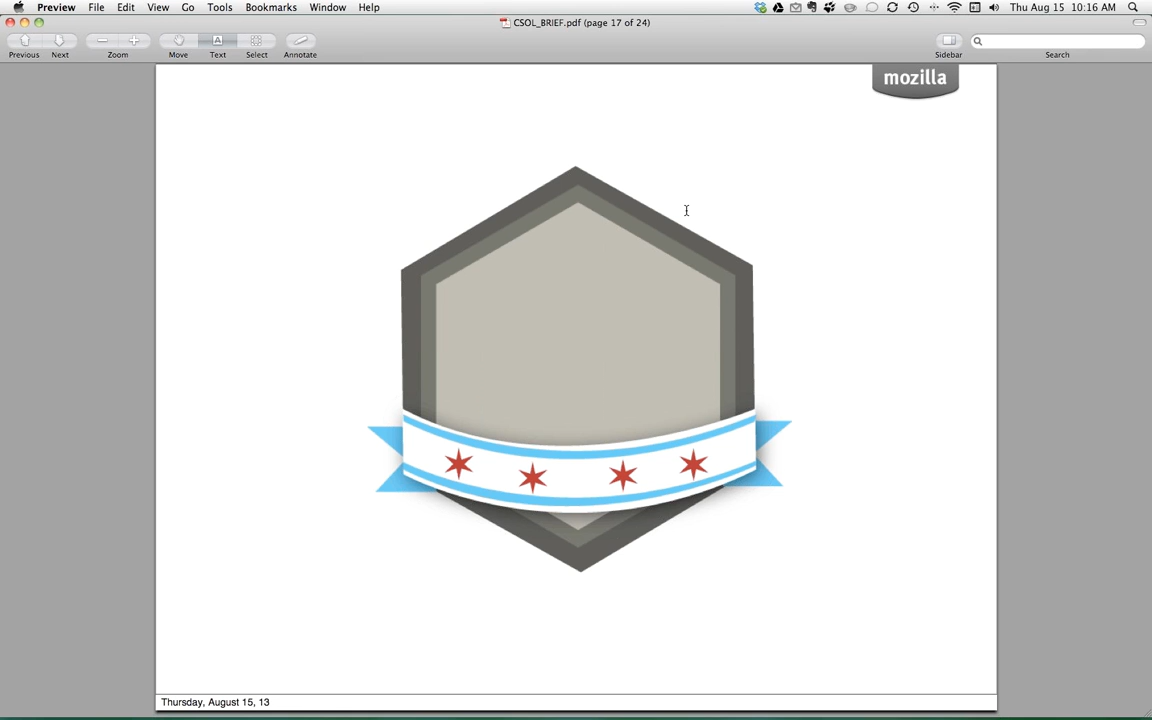 Preview File Edit View Go Tools Bookmarks Window Help Thu Aug 15 10:16 AM
CSOL_BRIEF.pdf (page 17 of 24)
Previous Next Zoom Move Text Select Annotate Sidebar Search
mozilla
Thursday, August 15, 13